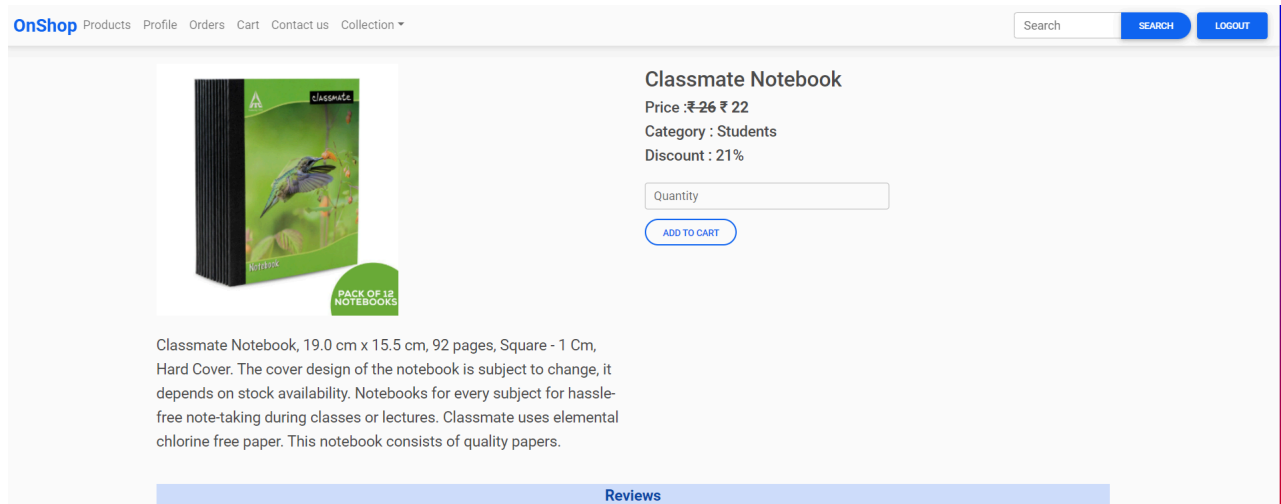 OnShop Products Profile Orders Cart Contact us Collection Search SEARCH LOGOUT
classmate
Notebook
PACK OF 12
NOTEBOOKS
Classmate Notebook
Price :₹ 26 ₹ 22
Category : Students
Discount : 21%
Quantity
ADD TO CART
Classmate Notebook, 19.0 cm x 15.5 cm, 92 pages, Square - 1 Cm,
Hard Cover. The cover design of the notebook is subject to change, it
depends on stock availability. Notebooks for every subject for hassle-
free note-taking during classes or lectures. Classmate uses elemental
chlorine free paper. This notebook consists of quality papers.
Reviews